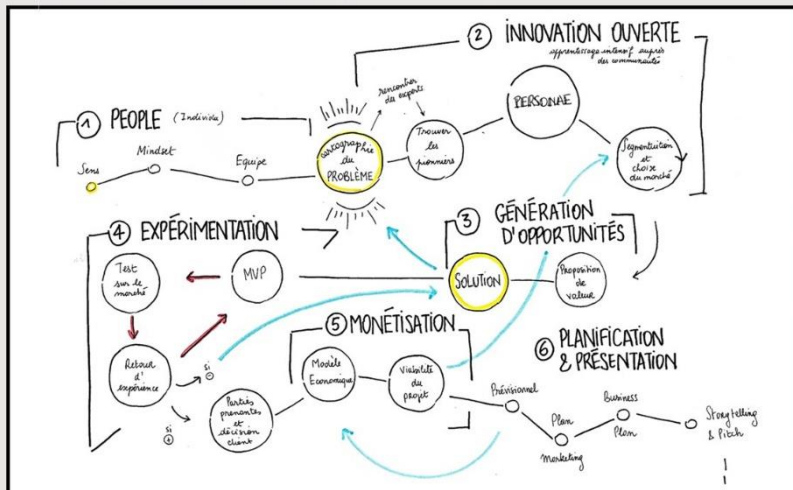 ① PEOPLE (Individu)
Sens
Mindset
Equipe
② INNOVATION OUVERTE
apprentissage intensif auprès
des communautés
Cartographie
du
PROBLÈME
rencontrer
des experts
Trouver
les
pionniers
PERSONAE
Segmentation et
choix
du marché
③ GÉNÉRATION
D'OPPORTUNITÉS
Proposition
de
valeur
SOLUTION
④ EXPÉRIMENTATION
MVP
Test
sur le
marché
Retour
d'
expérience
si
⊖
si
⊕
Parties
prenantes
et
décision
client
⑤ MONÉTISATION
Modèle
Economique
Viabilité
du
projet
⑥ PLANIFICATION
& PRÉSENTATION
Prévisionnel
Plan
Marketing
Business
Plan
Storytelling
& Pitch